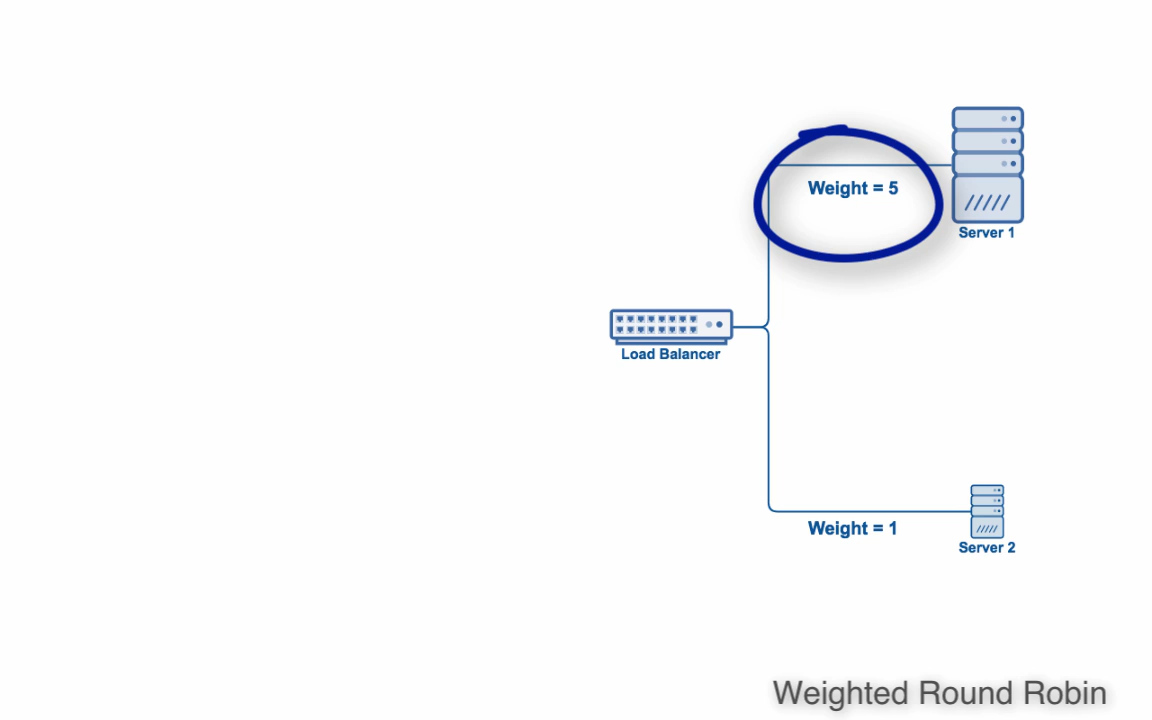 Weight = 5
Server 1
Load Balancer
Weight = 1
Server 2
Weighted Round Robin